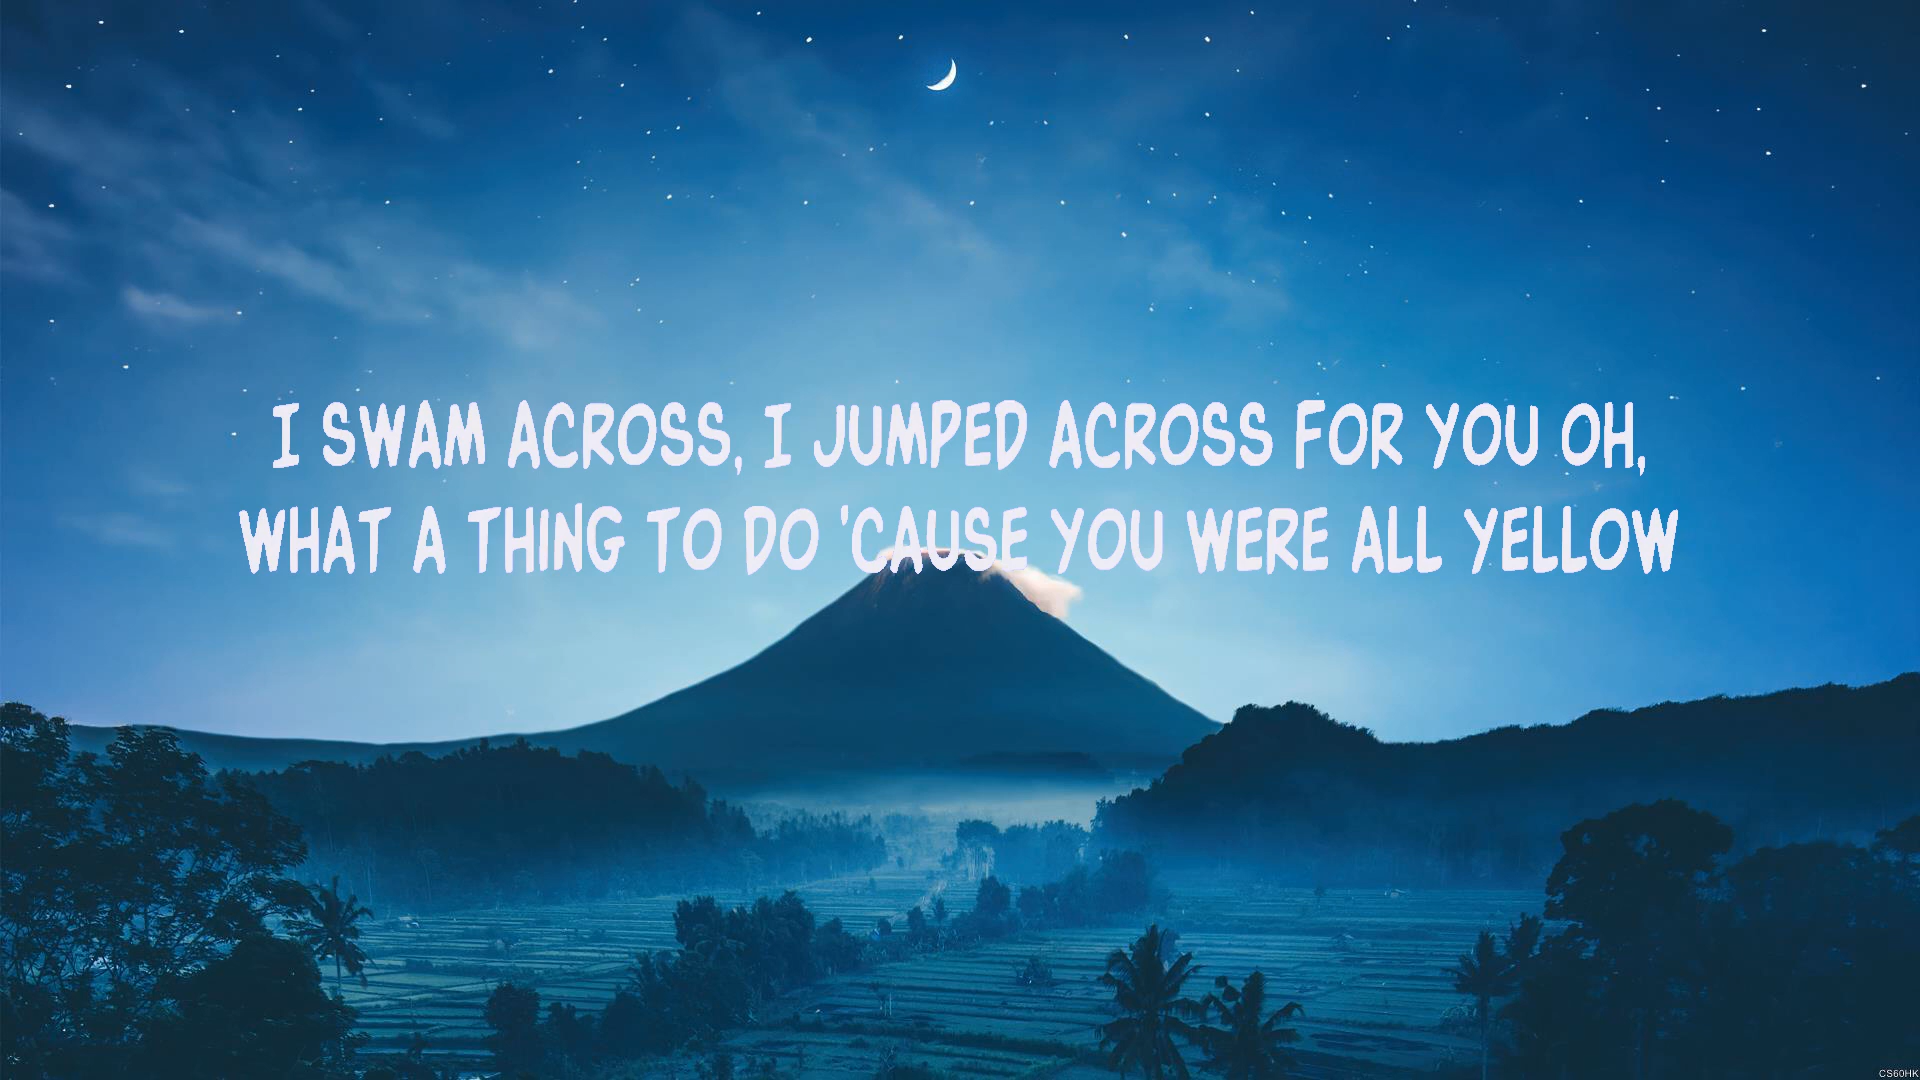 I SWAM ACROSS, I JUMPED ACROSS FOR YOU OH,
WHAT A THING TO DO 'CAUSE YOU WERE ALL YELLOW
CS60HK